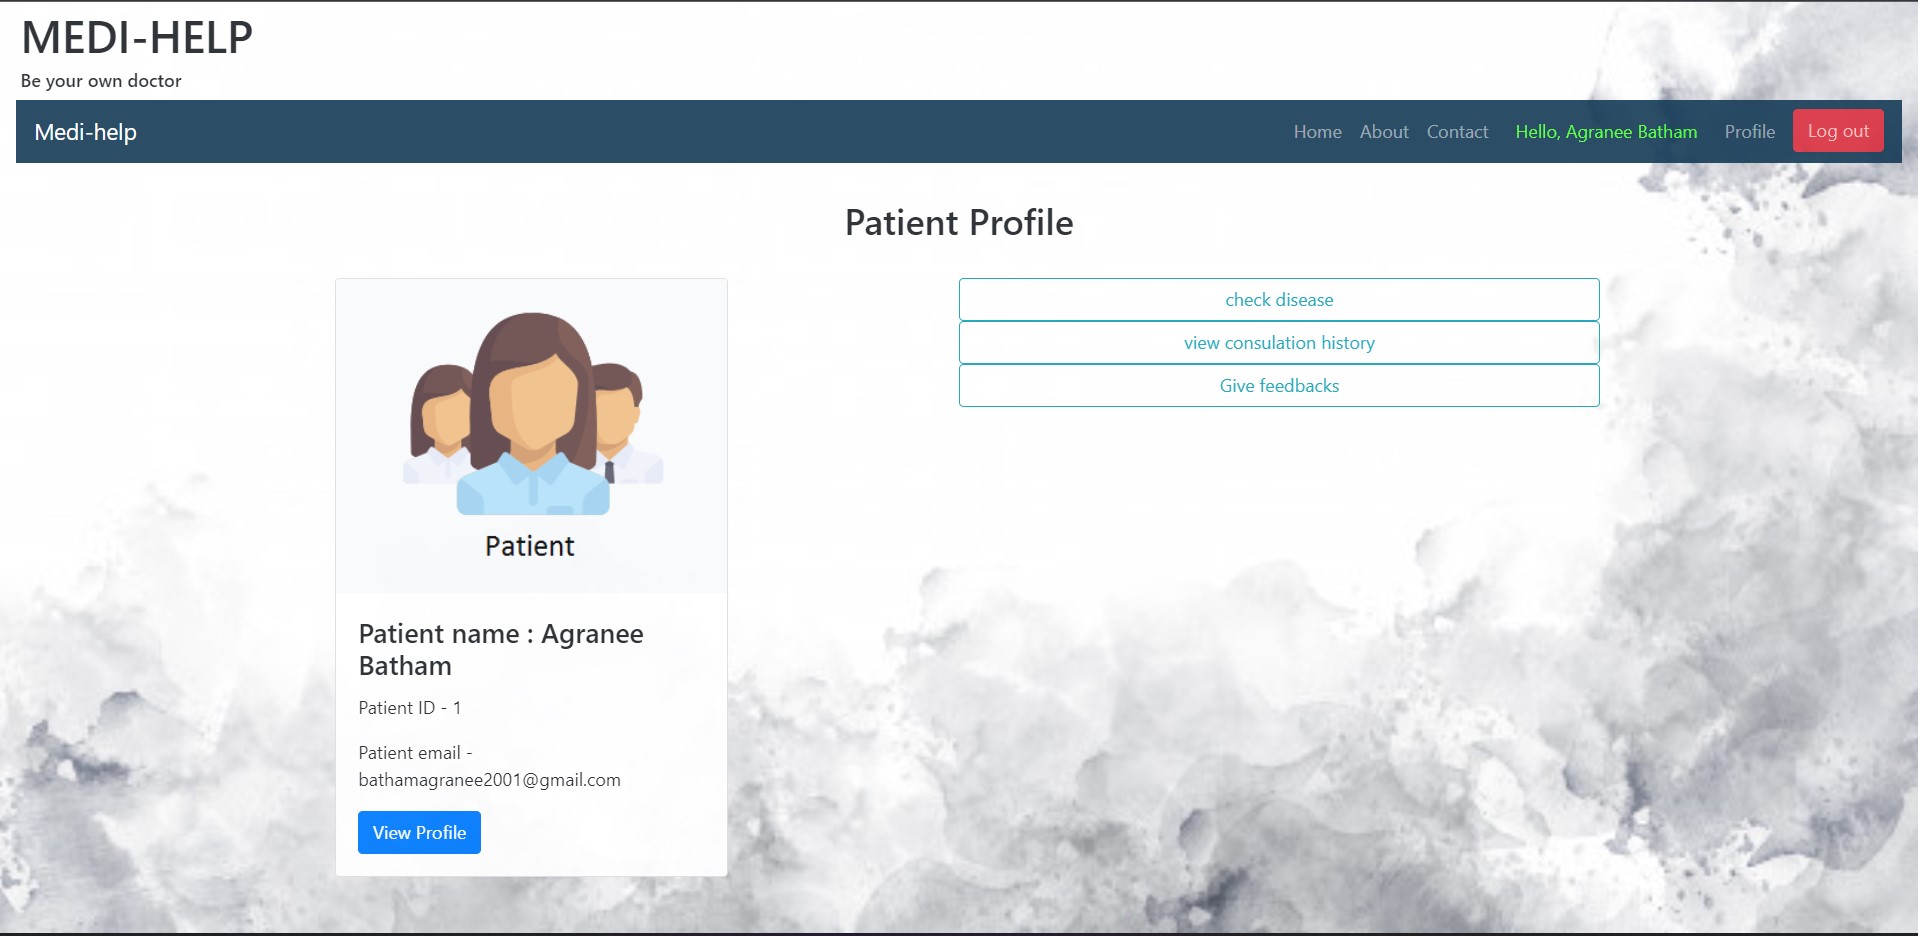 MEDI-HELP
Be your own doctor
Medi-help
Home About Contact Hello, Agranee Batham Profile Log out
Patient Profile
check disease
view consulation history
Give feedbacks
Patient
Patient name : Agranee
Batham
Patient ID - 1
Patient email -
bathamagranee2001@gmail.com
View Profile